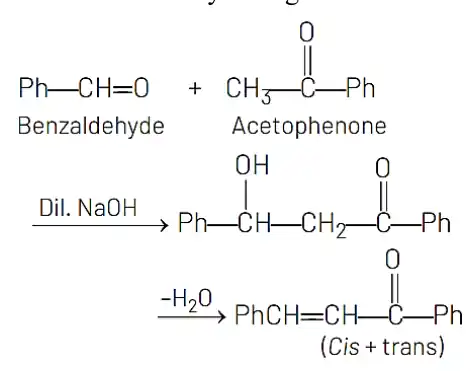 O
Ph—CH=O + CH3—C—Ph
Benzaldehyde Acetophenone
OH O
Dil. NaOH Ph—CH—CH2—C—Ph
O
–H2O PhCH=CH—C—Ph
(Cis + trans)